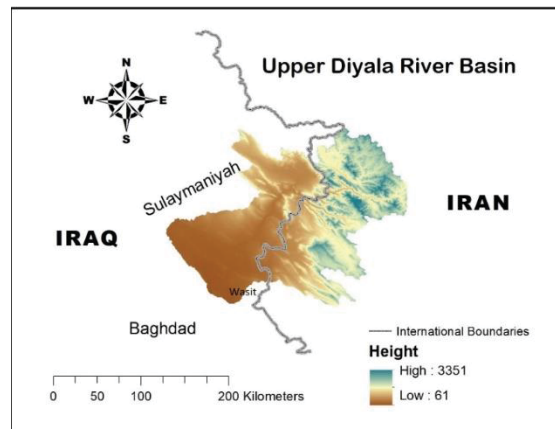 Upper Diyala River Basin
N
W E
S
Sulaymaniyah
IRAN
IRAQ
Wasit
Baghdad
International Boundaries
Height
High : 3351
Low : 61
0 50 100 200 Kilometers